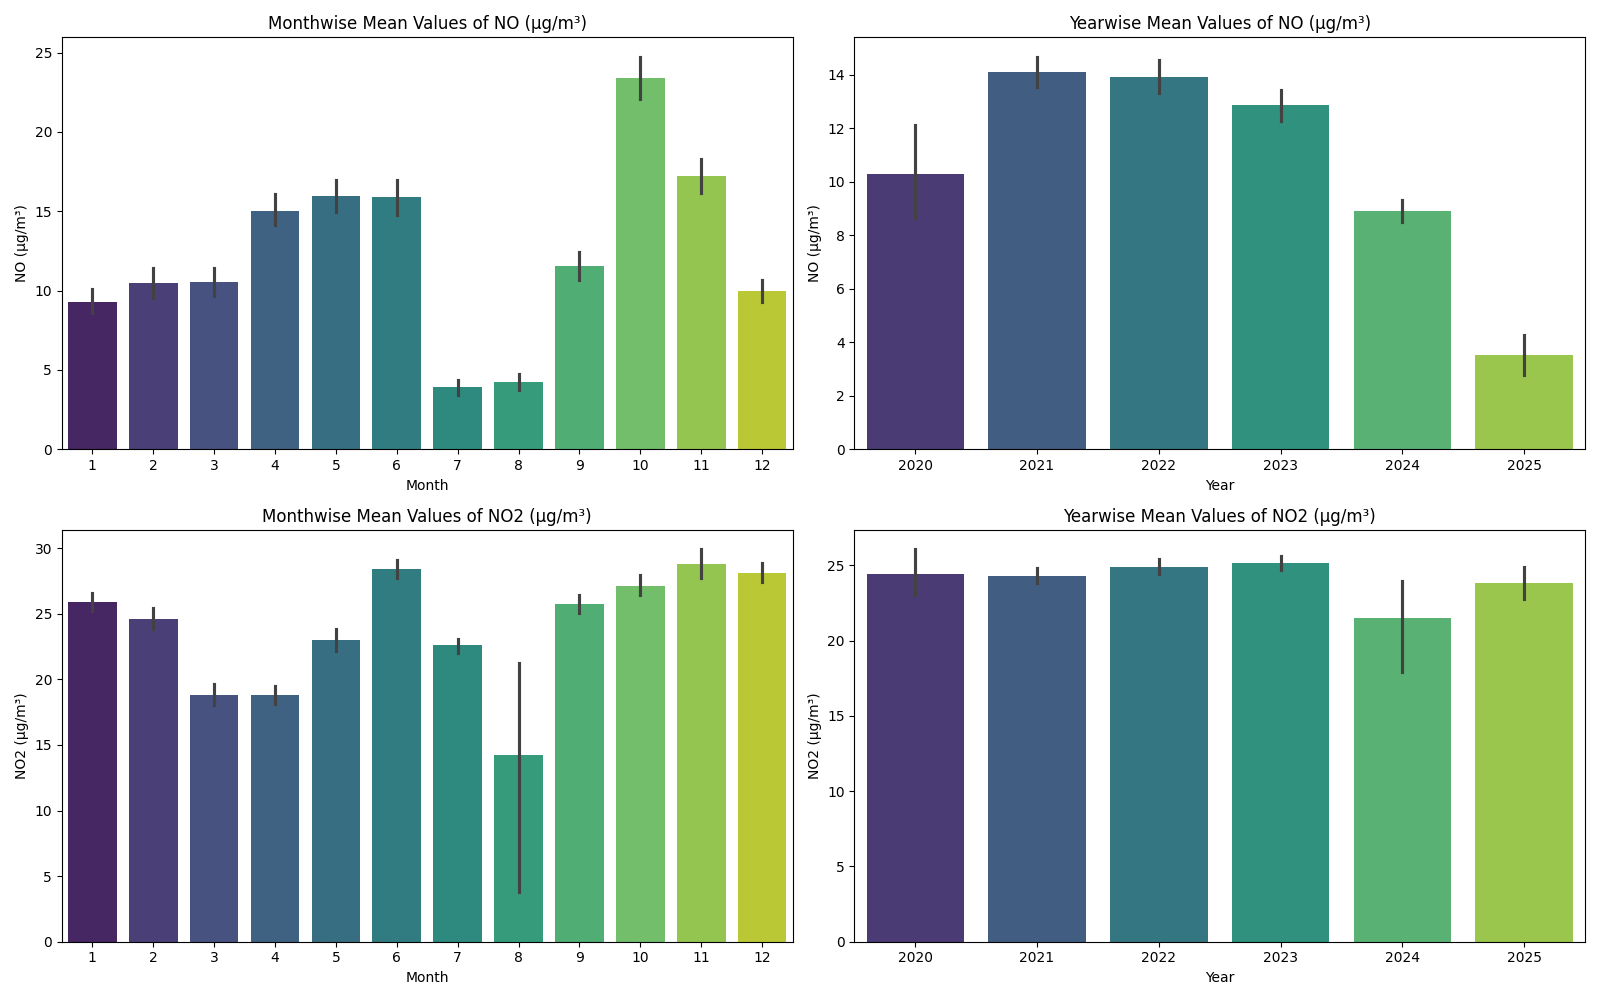 Monthwise Mean Values of NO (µg/m³)
25
20
15
10
5
0
NO (µg/m³)
1 2 3 4 5 6 7 8 9 10 11 12
Month
Yearwise Mean Values of NO (µg/m³)
14
12
10
8
6
4
2
0
NO (µg/m³)
2020 2021 2022 2023 2024 2025
Year
Monthwise Mean Values of NO2 (µg/m³)
30
25
20
15
10
5
0
NO2 (µg/m³)
1 2 3 4 5 6 7 8 9 10 11 12
Month
Yearwise Mean Values of NO2 (µg/m³)
25
20
15
10
5
0
NO2 (µg/m³)
2020 2021 2022 2023 2024 2025
Year